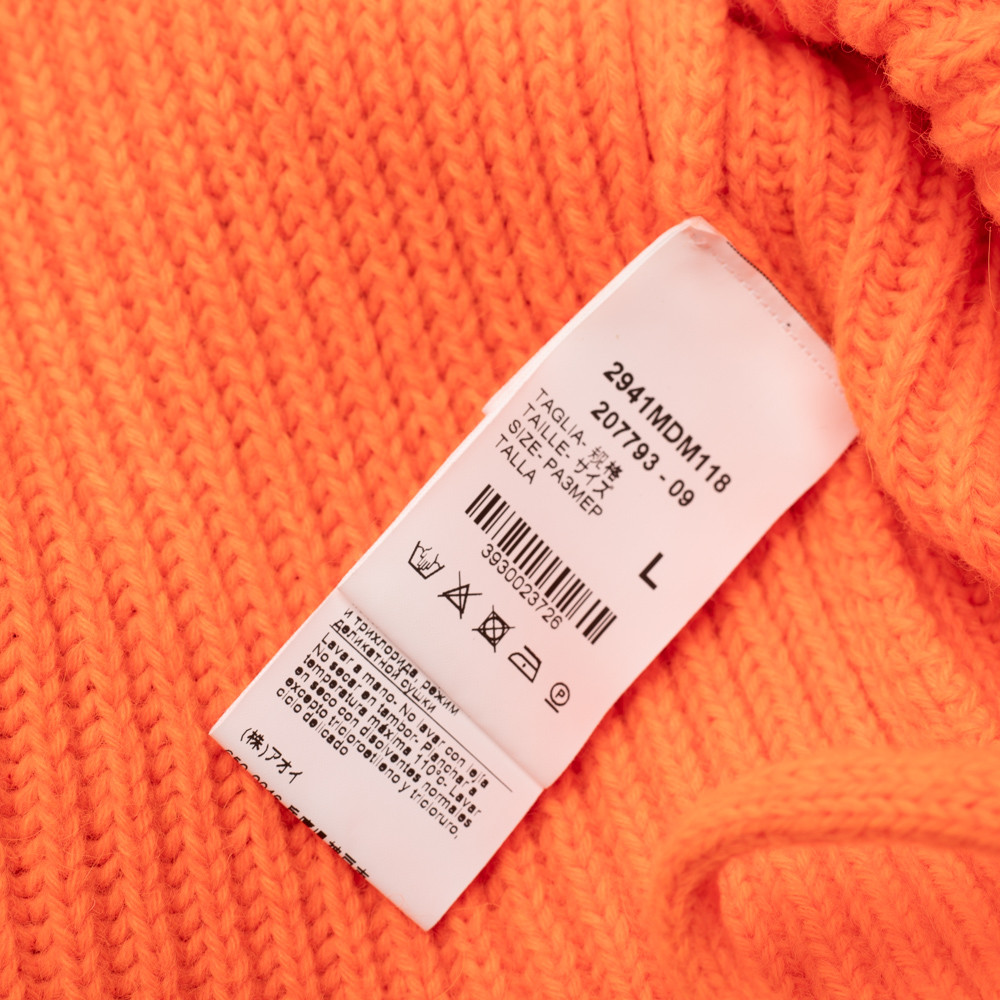 2941MDM118
207793 - 09
TAGLIA- 规格
TAILLE- サイズ
SIZE- РАЗМЕР
TALLA
L
3930023726
P
и трихлорида, режим
деликатной сушки
Lavar a mano- No lavar con lejía
No secar en tambor- Planchar a
temperatura máxima 110°c- Lavar
en seco con disolventes normales
excepto tricloroetileno y tricloruro,
ciclo delicado
(株)アオイ